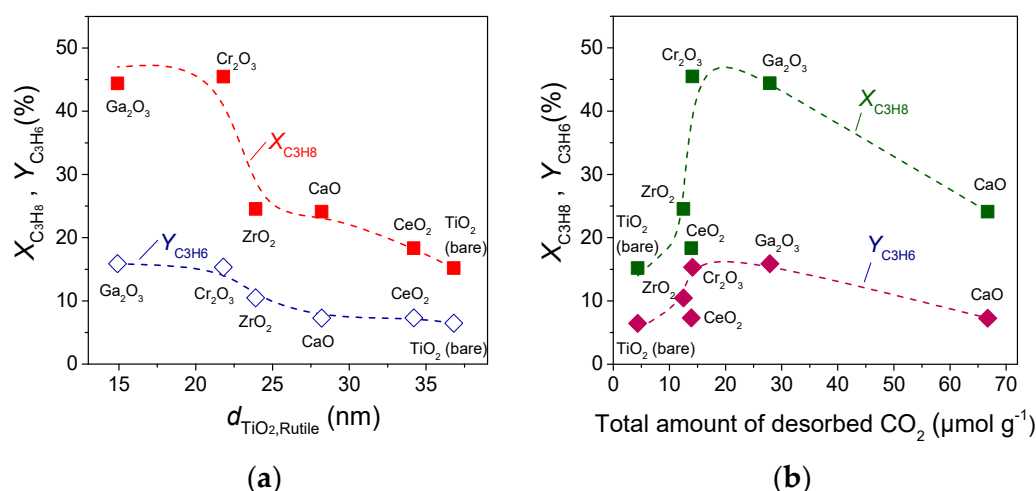 X_C3H8 , Y_C3H6 (%)
50
40
30
20
10
0
Ga₂O₃
Cr₂O₃
X_C3H8
ZrO₂
CaO
CeO₂
TiO₂
(bare)
Y_C3H6
Ga₂O₃
Cr₂O₃
ZrO₂
CaO
CeO₂
TiO₂ (bare)
15 20 25 30 35
d_TiO₂,Rutile (nm)
(a)
X_C3H8 , Y_C3H6 (%)
50
40
30
20
10
0
Cr₂O₃
Ga₂O₃
X_C3H8
CaO
ZrO₂
TiO₂
(bare)
CeO₂
Ga₂O₃
Y_C3H6
ZrO₂
Cr₂O₃
CaO
CeO₂
TiO₂ (bare)
0 10 20 30 40 50 60 70
Total amount of desorbed CO₂ (μmol g⁻¹)
(b)